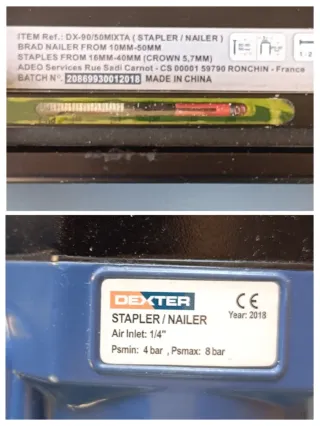 ITEM Ref.: DX-90/50MIXTA ( STAPLER / NAILER )
BRAD NAILER FROM 10MM-50MM
STAPLES FROM 16MM-40MM (CROWN 5,7MM)
ADEO Services Rue Sadi Carnot - CS 00001 59790 RONCHIN - France
BATCH N°. 20869930012018 MADE IN CHINA
1 - 2
DEXTER
CE
STAPLER / NAILER
Year: 2018
Air Inlet: 1/4"
Psmin: 4 bar , Psmax: 8 bar